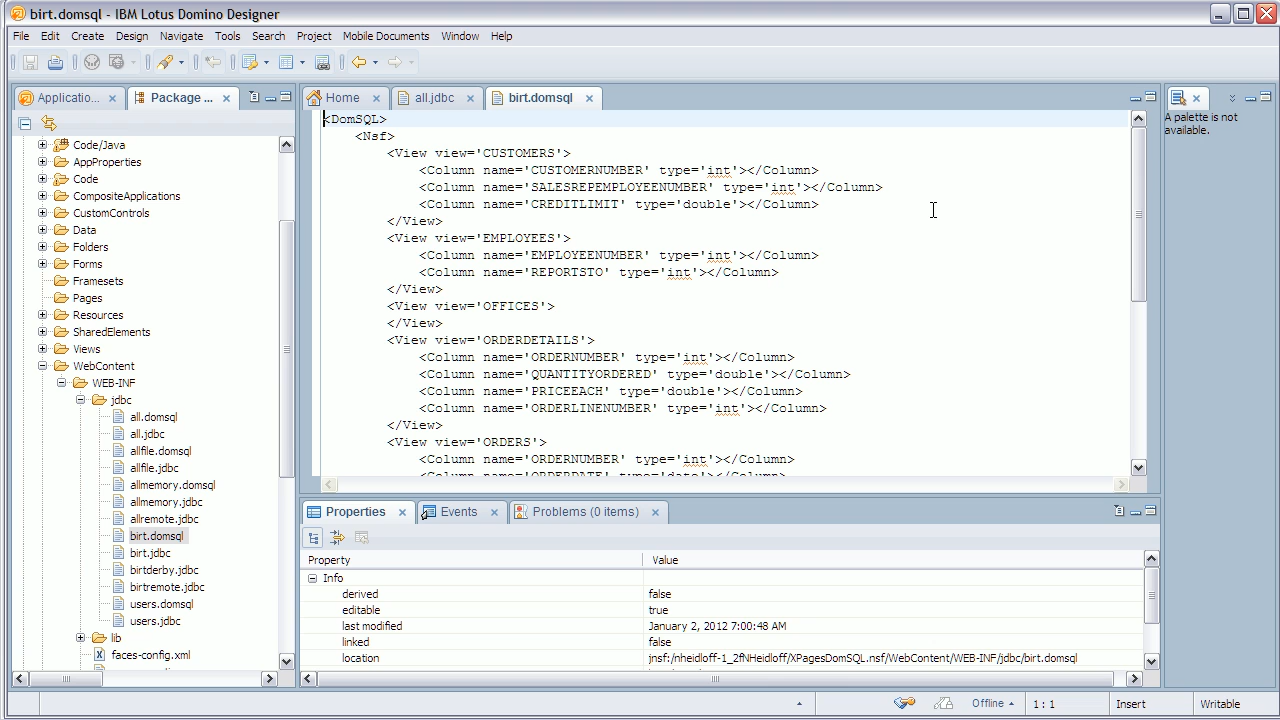 birt.domsql - IBM Lotus Domino Designer
File Edit Create Design Navigate Tools Search Project Mobile Documents Window Help
Applicatio... Package ...
Home all.jdbc birt.domsql
Code/Java
AppProperties
Code
CompositeApplications
CustomControls
Data
Folders
Forms
Framesets
Pages
Resources
SharedElements
Views
WebContent
WEB-INF
jdbc
all.domsql
all.jdbc
allfile.domsql
allfile.jdbc
allmemory.domsql
allmemory.jdbc
allremote.jdbc
birt.domsql
birt.jdbc
birtderby.jdbc
birtremote.jdbc
users.domsql
users.jdbc
lib
faces-config.xml
<DomSQL>
<Nsf>
<View view='CUSTOMERS'>
<Column name='CUSTOMERNUMBER' type='int'></Column>
<Column name='SALESREPEMPLOYEENUMBER' type='int'></Column>
<Column name='CREDITLIMIT' type='double'></Column>
</View>
<View view='EMPLOYEES'>
<Column name='EMPLOYEENUMBER' type='int'></Column>
<Column name='REPORTSTO' type='int'></Column>
</View>
<View view='OFFICES'>
</View>
<View view='ORDERDETAILS'>
<Column name='ORDERNUMBER' type='int'></Column>
<Column name='QUANTITYORDERED' type='double'></Column>
<Column name='PRICEEACH' type='double'></Column>
<Column name='ORDERLINENUMBER' type='int'></Column>
</View>
<View view='ORDERS'>
<Column name='ORDERNUMBER' type='int'></Column>
<Column name='ORDERDATE' type='date'></Column>
A palette is not
available.
Properties Events Problems (0 items)
Property Value
Info
derived false
editable true
last modified January 2, 2012 7:00:48 AM
linked false
location jnsf:/nheidloff-1_2fNHeidloff/XPagesDomSQL.nsf/WebContent/WEB-INF/jdbc/birt.domsql
Offline 1 : 1 Insert Writable